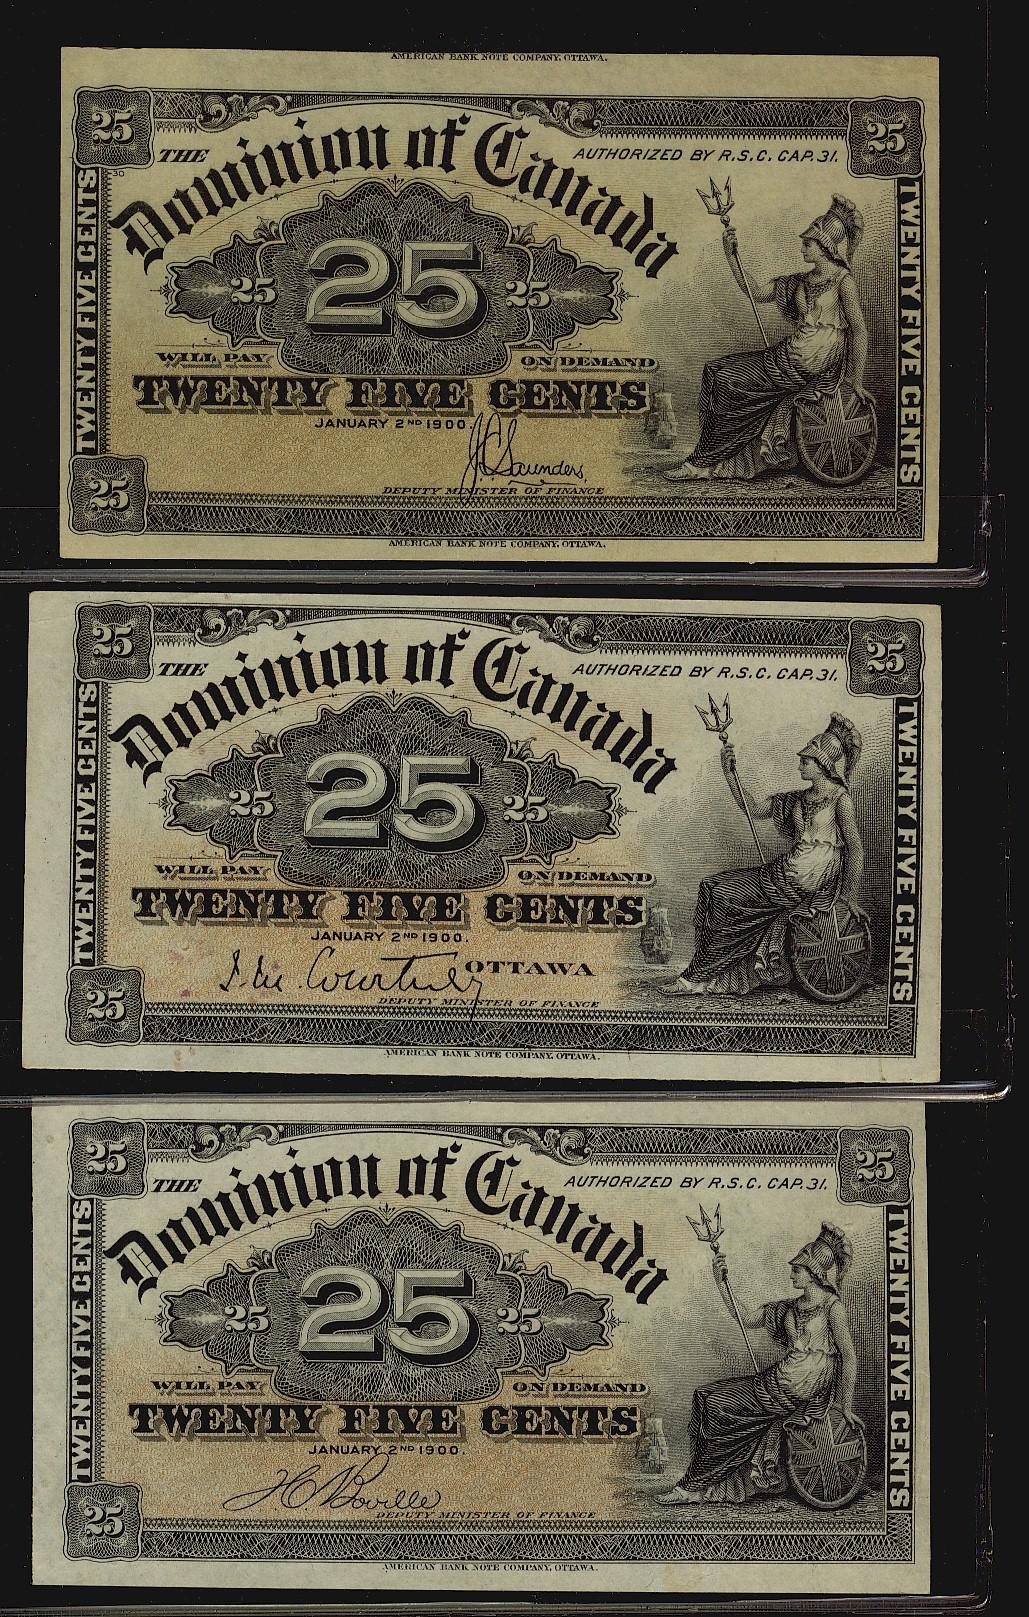 AMERICAN BANK NOTE COMPANY, OTTAWA.
25 25
THE Dominion of Canada
AUTHORIZED BY R.S.C. CAP. 31.
30
TWENTY FIVE CENTS
TWENTY FIVE CENTS
25 25 25
WILL PAY ON DEMAND
TWENTY FIVE CENTS
JANUARY 2ND 1900.
J.C. Saunders.
25
DEPUTY MINISTER OF FINANCE
AMERICAN BANK NOTE COMPANY, OTTAWA.
25 25
THE Dominion of Canada
AUTHORIZED BY R.S.C. CAP. 31.
TWENTY FIVE CENTS
TWENTY FIVE CENTS
25 25 25
WILL PAY ON DEMAND
TWENTY FIVE CENTS
JANUARY 2ND 1900.
J. M. Courtney OTTAWA
25
DEPUTY MINISTER OF FINANCE
AMERICAN BANK NOTE COMPANY, OTTAWA.
25 25
THE Dominion of Canada
AUTHORIZED BY R.S.C. CAP. 31.
TWENTY FIVE CENTS
TWENTY FIVE CENTS
25 25 25
WILL PAY ON DEMAND
TWENTY FIVE CENTS
JANUARY 2ND 1900.
T.C. Boville
25
DEPUTY MINISTER OF FINANCE
AMERICAN BANK NOTE COMPANY, OTTAWA.